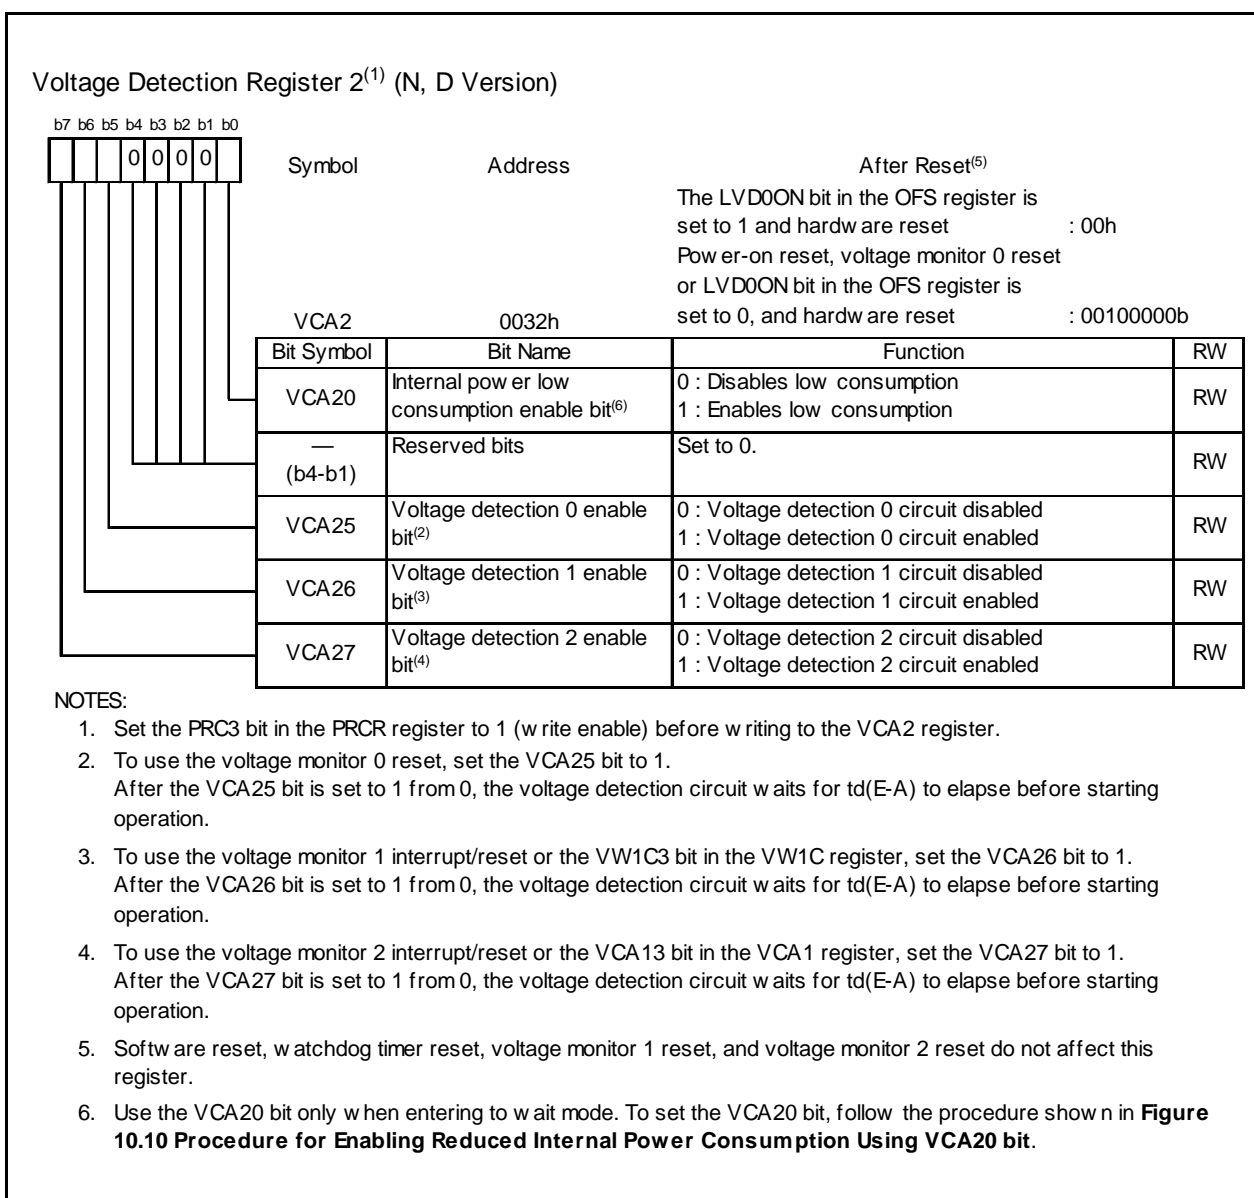 Voltage Detection Register 2(1) (N, D Version)
b7 b6 b5 b4 b3 b2 b1 b0
0 0 0 0
Symbol Address After Reset(5)
The LVD0ON bit in the OFS register is
set to 1 and hardware reset : 00h
Power-on reset, voltage monitor 0 reset
or LVD0ON bit in the OFS register is
VCA2 0032h set to 0, and hardware reset : 00100000b
Bit Symbol Bit Name Function RW
VCA20 Internal power low 0 : Disables low consumption RW
consumption enable bit(6) 1 : Enables low consumption
— Reserved bits Set to 0. RW
(b4-b1)
VCA25 Voltage detection 0 enable 0 : Voltage detection 0 circuit disabled RW
bit(2) 1 : Voltage detection 0 circuit enabled
VCA26 Voltage detection 1 enable 0 : Voltage detection 1 circuit disabled RW
bit(3) 1 : Voltage detection 1 circuit enabled
VCA27 Voltage detection 2 enable 0 : Voltage detection 2 circuit disabled RW
bit(4) 1 : Voltage detection 2 circuit enabled
NOTES:
1. Set the PRC3 bit in the PRCR register to 1 (write enable) before writing to the VCA2 register.
2. To use the voltage monitor 0 reset, set the VCA25 bit to 1.
After the VCA25 bit is set to 1 from 0, the voltage detection circuit waits for td(E-A) to elapse before starting
operation.
3. To use the voltage monitor 1 interrupt/reset or the VW1C3 bit in the VW1C register, set the VCA26 bit to 1.
After the VCA26 bit is set to 1 from 0, the voltage detection circuit waits for td(E-A) to elapse before starting
operation.
4. To use the voltage monitor 2 interrupt/reset or the VCA13 bit in the VCA1 register, set the VCA27 bit to 1.
After the VCA27 bit is set to 1 from 0, the voltage detection circuit waits for td(E-A) to elapse before starting
operation.
5. Software reset, watchdog timer reset, voltage monitor 1 reset, and voltage monitor 2 reset do not affect this
register.
6. Use the VCA20 bit only when entering to wait mode. To set the VCA20 bit, follow the procedure shown in Figure
10.10 Procedure for Enabling Reduced Internal Power Consumption Using VCA20 bit.